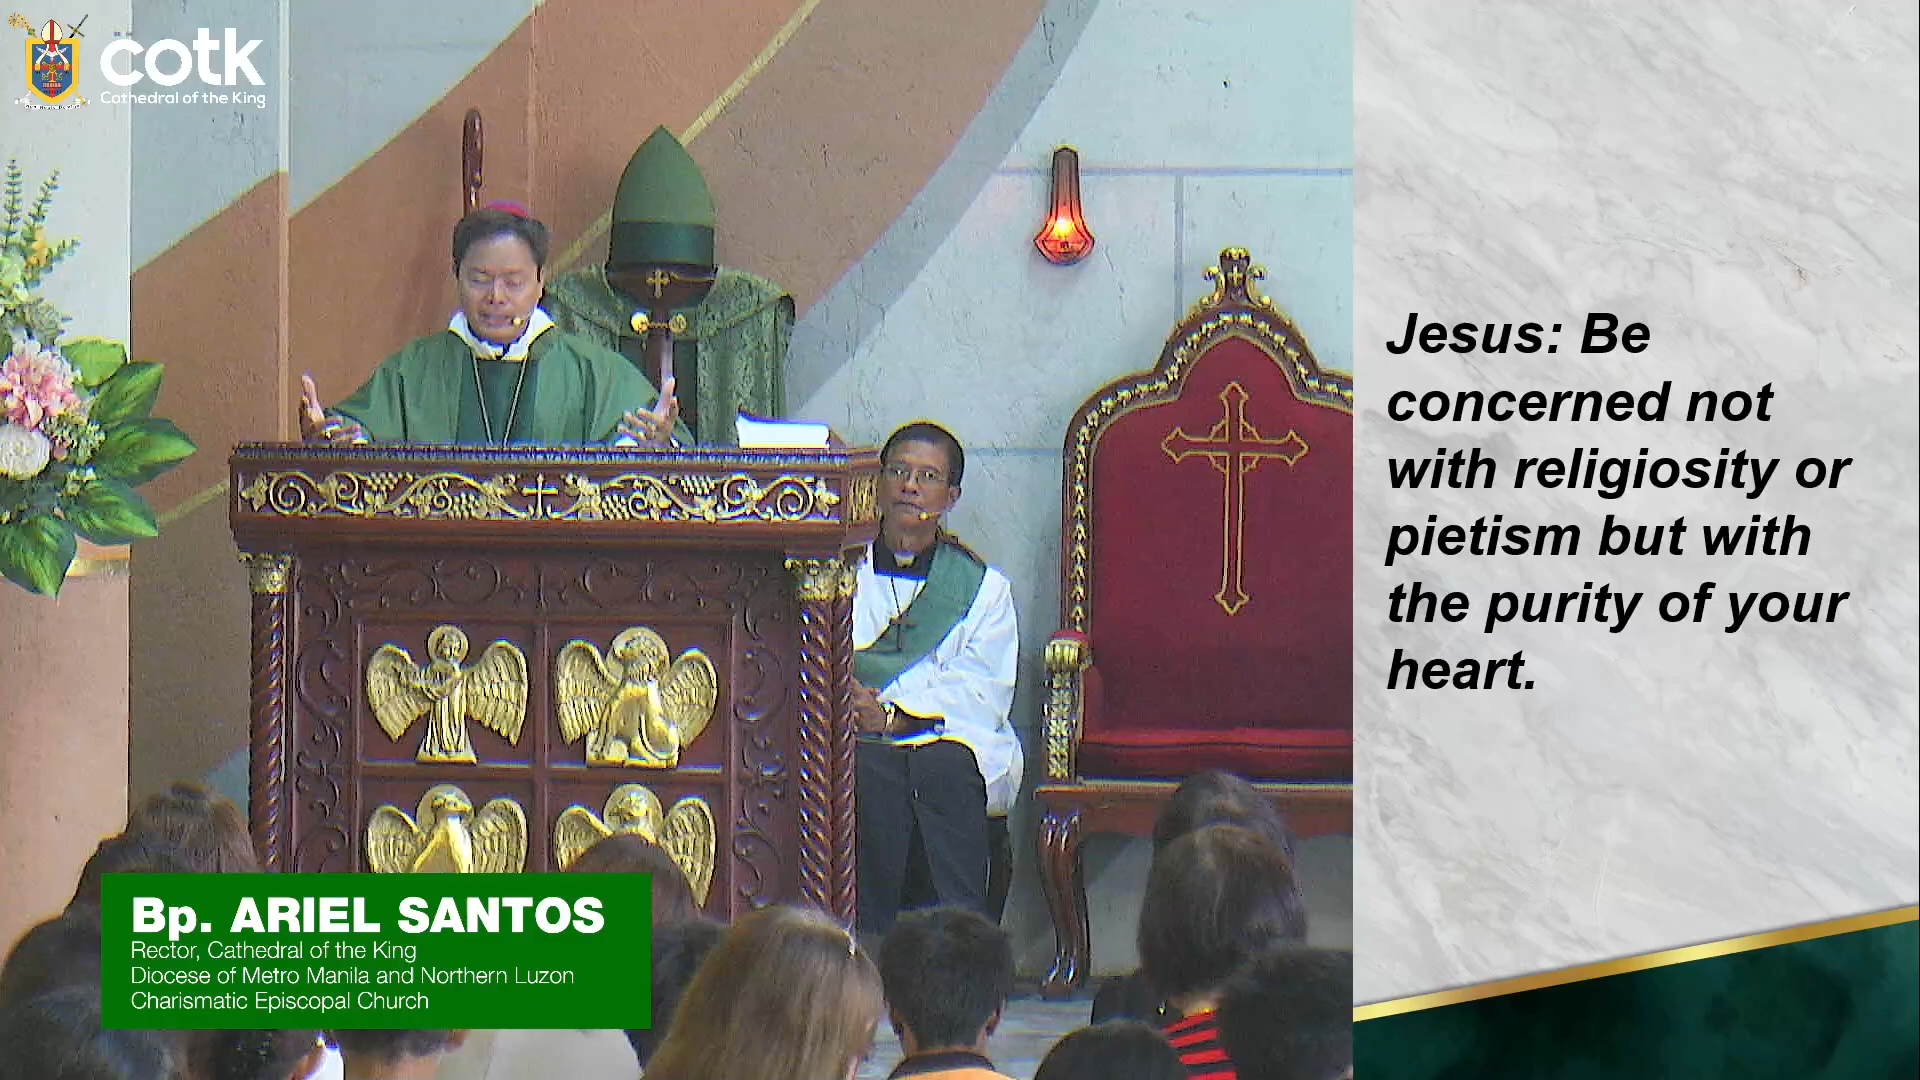 cotk
Cathedral of the King
Jesus: Be
concerned not
with religiosity or
pietism but with
the purity of your
heart.
Bp. ARIEL SANTOS
Rector, Cathedral of the King
Diocese of Metro Manila and Northern Luzon
Charismatic Episcopal Church